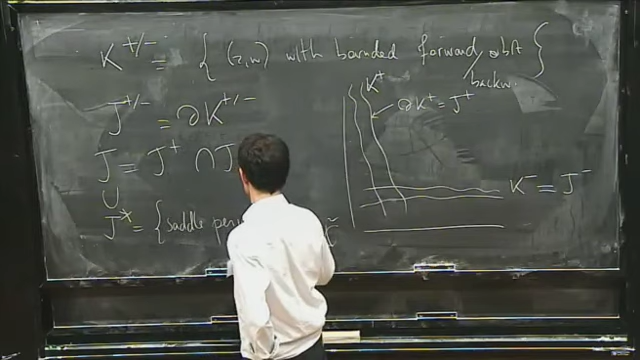 K^{+/-} = { (z,w) with bounded forward / backw. orbit }
J^{+/-} = ∂K^{+/-}
J = J^+ ∩ J
∪
J^* = { saddle per
K^+
∂K^+ = J^+
K^- = J^-